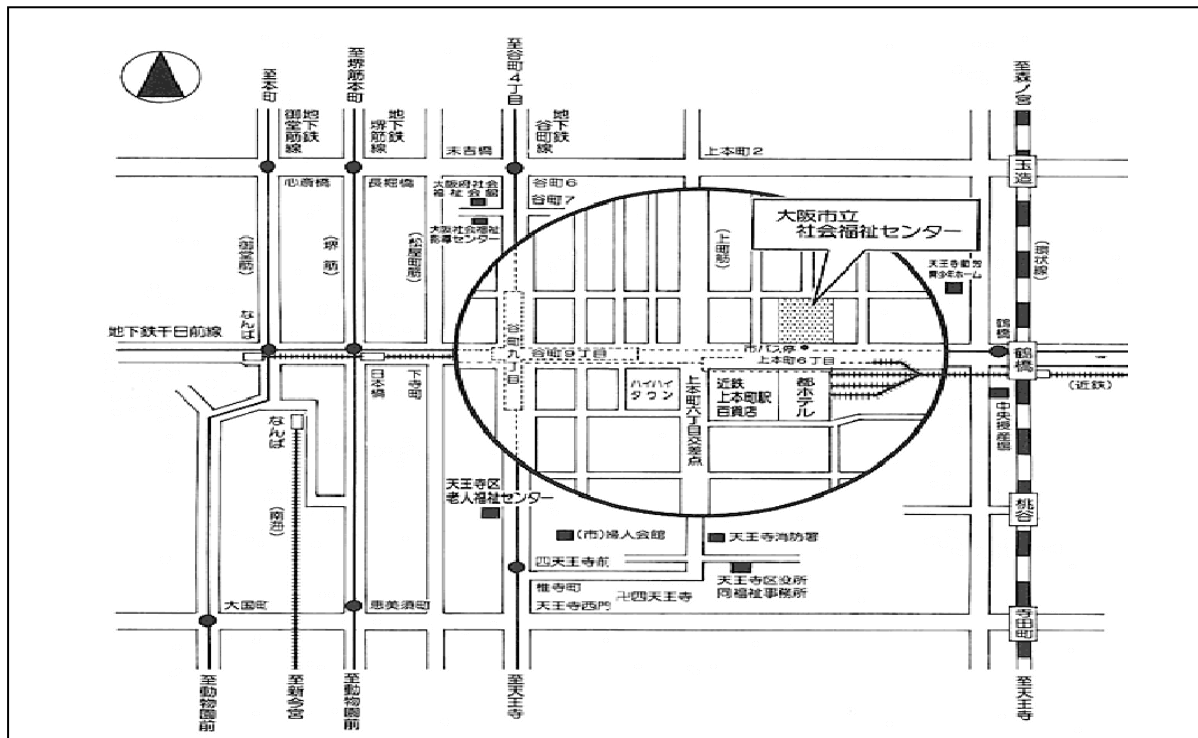 至本町
至堺筋本町
至谷町4丁目
至森ノ宮
地下鉄
御堂筋線
地下鉄
堺筋線
地下鉄
谷町線
末吉橋
上本町2
玉造
心斎橋
長堀橋
大阪府社会
福祉会館
谷町6
谷町7
大阪社会福祉
指導センター
大阪市立
社会福祉センター
(御堂筋)
(堺筋)
(松屋町筋)
(上町筋)
天王寺勤労
青少年ホーム
(環状線)
地下鉄千日前線
なんば
谷町九丁目
谷町9丁目
市バス停
上本町6丁目
鶴橋
鶴橋
日本橋
下寺町
ハイハイ
タウン
上本町六丁目交差点
近鉄
上本町駅
百貨店
都ホテル
(近鉄)
中央授産場
なんば
(南海)
天王寺区
老人福祉センター
桃谷
(市)婦人会館
天王寺消防署
四天王寺前
天王寺区役所
同福祉事務所
椎寺町
卍四天王寺
大国町
恵美須町
天王寺西門
寺田町
至動物園前
至新今宮
至動物園前
至天王寺
至天王寺